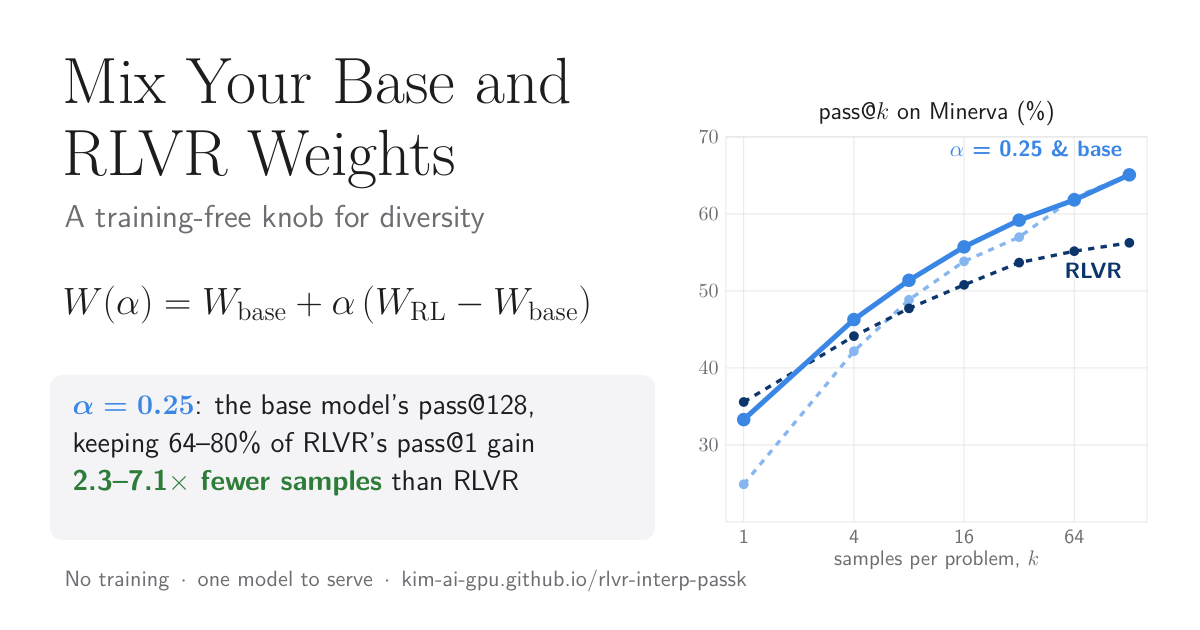 Mix Your Base and
RLVR Weights
A training-free knob for diversity
W(α) = W_base + α (W_RL − W_base)
α = 0.25: the base model's pass@128,
keeping 64–80% of RLVR's pass@1 gain
2.3–7.1× fewer samples than RLVR
No training · one model to serve · kim-ai-gpu.github.io/rlvr-interp-passk
pass@k on Minerva (%)
70
α = 0.25 & base
60
RLVR
50
40
30
1 4 16 64
samples per problem, k